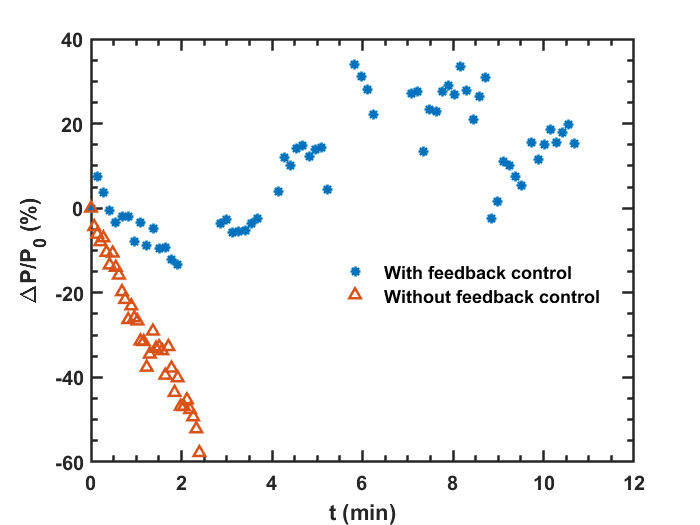 40
20
0
-20
-40
-60
ΔP/P0 (%)
With feedback control
Without feedback control
0 2 4 6 8 10 12
t (min)